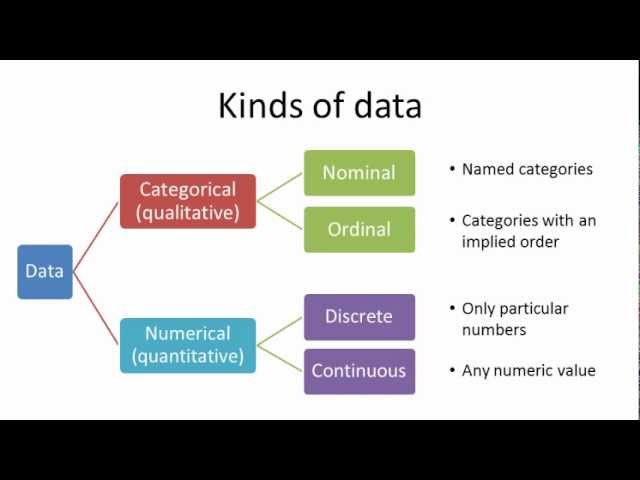 Kinds of data
Data
Categorical
(qualitative)
Nominal
• Named categories
Ordinal
• Categories with an
implied order
Numerical
(quantitative)
Discrete
• Only particular
numbers
Continuous
• Any numeric value